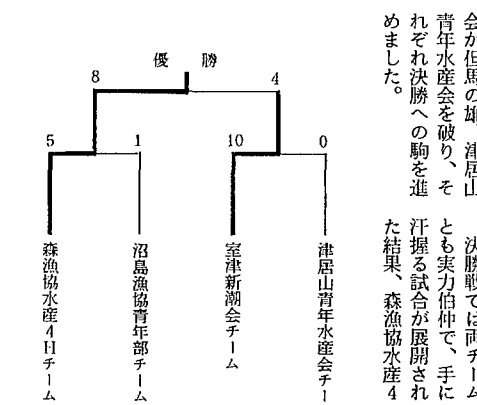 会が但馬の雄、津居山
青年水産会を破り、そ
れぞれ決勝への駒を進
めました。
決勝戦では両チーム
とも実力伯仲で、手に
汗握る試合が展開され
た結果、森漁協水産4
優勝
8
4
5
1
10
0
森漁協水産4Hチーム
沼島漁協青年部チーム
室津新潮会チーム
津居山青年水産会チー